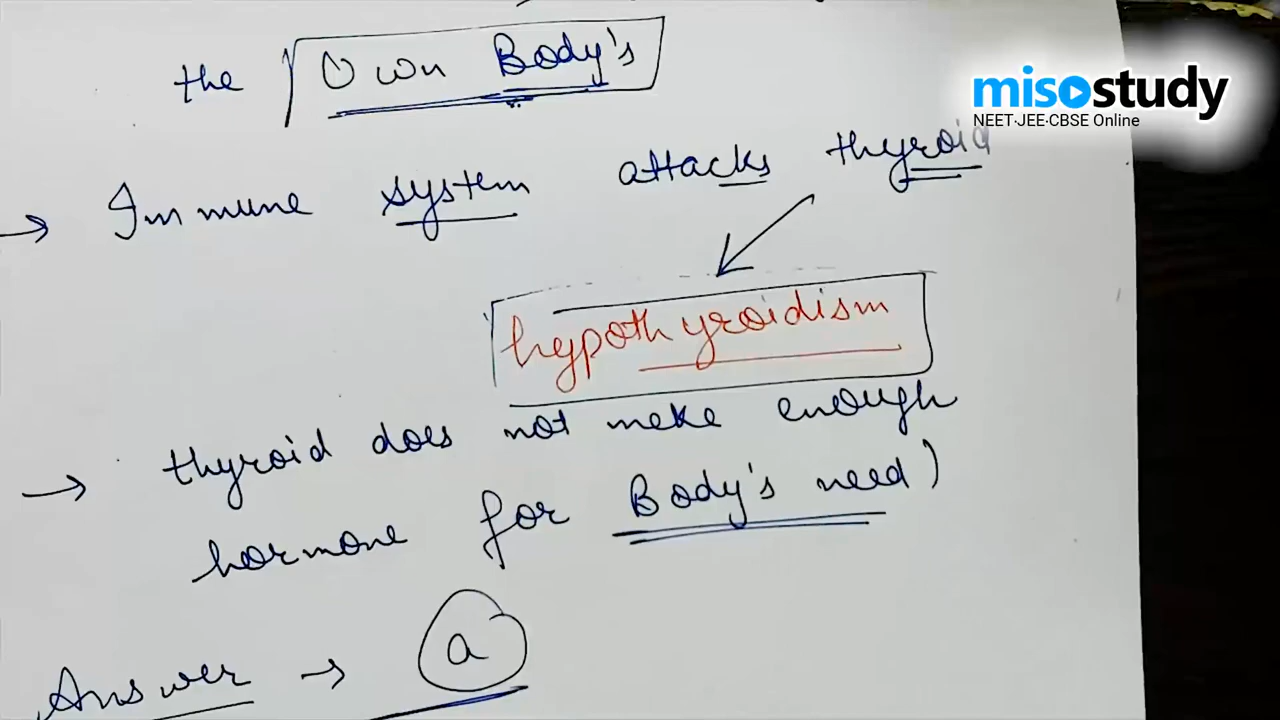 the Own Body's
misostudy
NEET·JEE·CBSE Online
→ Immune system attacks thyroid
hypothyroidism
→ thyroid does not meke enough
hormone for Body's need)
Answer → a